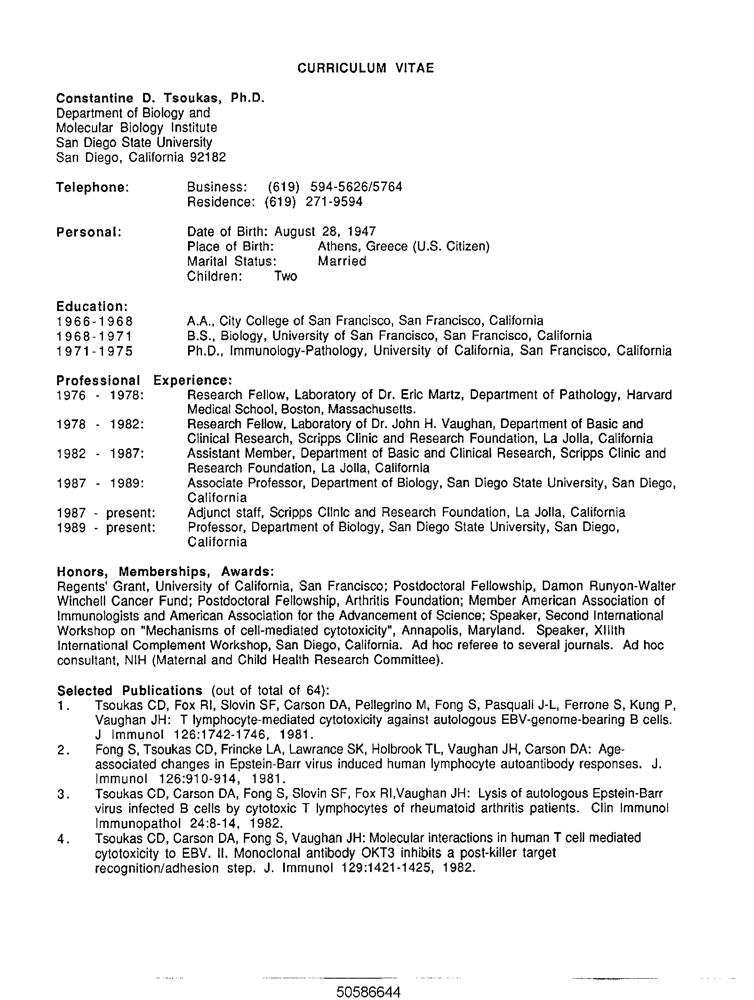 CURRICULUM VITAE
Constantine D. Tsoukas, Ph.D.
Department of Biology and
Molecular Biology Institute
San Diego State University
San Diego, California 92182
Telephone: Business: (619) 594-5626/5764
Residence: (619) 271-9594
Personal: Date of Birth: August 28, 1947
Place of Birth: Athens, Greece (U.S. Citizen)
Marital Status: Married
Children: Two
Education:
1966-1968 A.A., City College of San Francisco, San Francisco, California
1968-1971 B.S., Biology, University of San Francisco, San Francisco, California
1971-1975 Ph.D., Immunology-Pathology, University of California, San Francisco, California
Professional Experience:
1976 - 1978: Research Fellow, Laboratory of Dr. Eric Martz, Department of Pathology, Harvard
Medical School, Boston, Massachusetts.
1978 - 1982: Research Fellow, Laboratory of Dr. John H. Vaughan, Department of Basic and
Clinical Research, Scripps Clinic and Research Foundation, La Jolla, California
1982 - 1987: Assistant Member, Department of Basic and Clinical Research, Scripps Clinic and
Research Foundation, La Jolla, California
1987 - 1989: Associate Professor, Department of Biology, San Diego State University, San Diego,
California
1987 - present: Adjunct staff, Scripps Clinic and Research Foundation, La Jolla, California
1989 - present: Professor, Department of Biology, San Diego State University, San Diego,
California
Honors, Memberships, Awards:
Regents' Grant, University of California, San Francisco; Postdoctoral Fellowship, Damon Runyon-Walter
Winchell Cancer Fund; Postdoctoral Fellowship, Arthritis Foundation; Member American Association of
Immunologists and American Association for the Advancement of Science; Speaker, Second International
Workshop on "Mechanisms of cell-mediated cytotoxicity", Annapolis, Maryland. Speaker, XIIIth
International Complement Workshop, San Diego, California. Ad hoc referee to several journals. Ad hoc
consultant, NIH (Maternal and Child Health Research Committee).
Selected Publications (out of total of 64):
1. Tsoukas CD, Fox RI, Slovin SF, Carson DA, Pellegrino M, Fong S, Pasquali J-L, Ferrone S, Kung P,
Vaughan JH: T lymphocyte-mediated cytotoxicity against autologous EBV-genome-bearing B cells.
J Immunol 126:1742-1746, 1981.
2. Fong S, Tsoukas CD, Frincke LA, Lawrance SK, Holbrook TL, Vaughan JH, Carson DA: Age-
associated changes in Epstein-Barr virus induced human lymphocyte autoantibody responses. J.
Immunol 126:910-914, 1981.
3. Tsoukas CD, Carson DA, Fong S, Slovin SF, Fox RI,Vaughan JH: Lysis of autologous Epstein-Barr
virus infected B cells by cytotoxic T lymphocytes of rheumatoid arthritis patients. Clin Immunol
Immunopathol 24:8-14, 1982.
4. Tsoukas CD, Carson DA, Fong S, Vaughan JH: Molecular interactions in human T cell mediated
cytotoxicity to EBV. II. Monoclonal antibody OKT3 inhibits a post-killer target
recognition/adhesion step. J. Immunol 129:1421-1425, 1982.
50586644